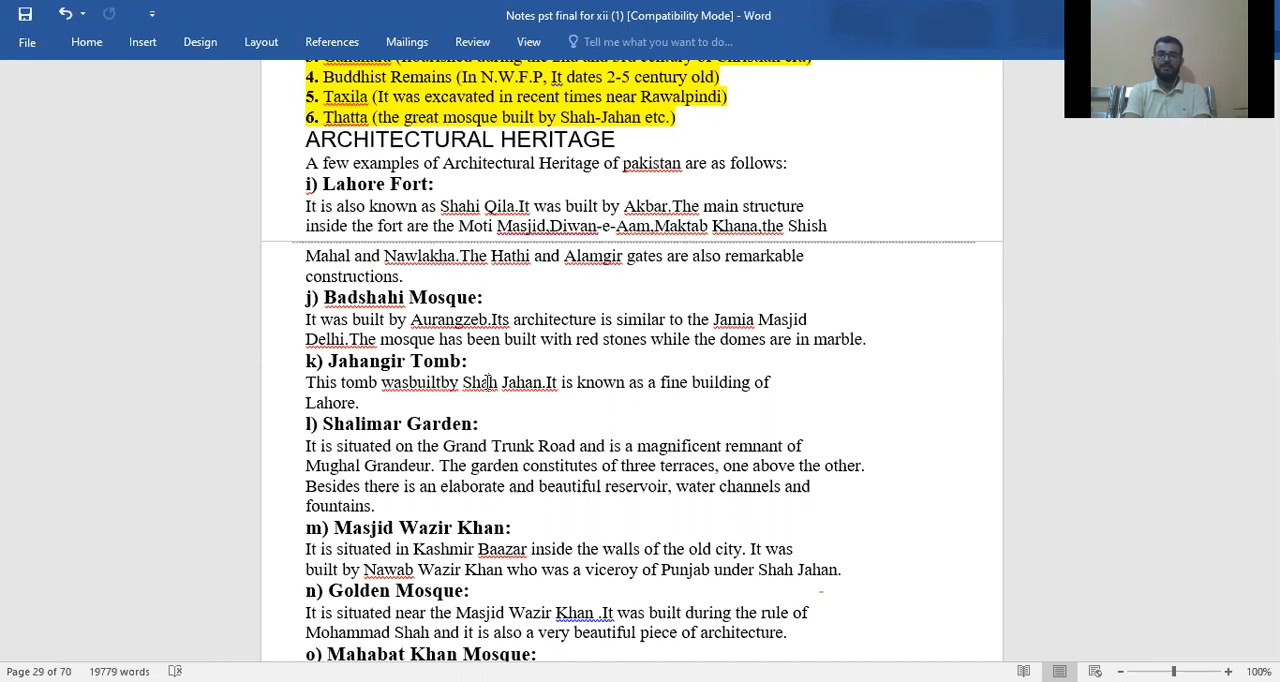 Notes pst final for xii (1) [Compatibility Mode] - Word
File Home Insert Design Layout References Mailings Review View Tell me what you want to do...
4. Buddhist Remains (In N.W.F.P, It dates 2-5 century old)
5. Taxila (It was excavated in recent times near Rawalpindi)
6. Thatta (the great mosque built by Shah-Jahan etc.)
ARCHITECTURAL HERITAGE
A few examples of Architectural Heritage of pakistan are as follows:
i) Lahore Fort:
It is also known as Shahi Qila.It was built by Akbar.The main structure
inside the fort are the Moti Masjid,Diwan-e-Aam,Maktab Khana,the Shish
Mahal and Nawlakha.The Hathi and Alamgir gates are also remarkable
constructions.
j) Badshahi Mosque:
It was built by Aurangzeb.Its architecture is similar to the Jamia Masjid
Delhi.The mosque has been built with red stones while the domes are in marble.
k) Jahangir Tomb:
This tomb wasbuiltby Shah Jahan.It is known as a fine building of
Lahore.
l) Shalimar Garden:
It is situated on the Grand Trunk Road and is a magnificent remnant of
Mughal Grandeur. The garden constitutes of three terraces, one above the other.
Besides there is an elaborate and beautiful reservoir, water channels and
fountains.
m) Masjid Wazir Khan:
It is situated in Kashmir Baazar inside the walls of the old city. It was
built by Nawab Wazir Khan who was a viceroy of Punjab under Shah Jahan.
n) Golden Mosque:
It is situated near the Masjid Wazir Khan .It was built during the rule of
Mohammad Shah and it is also a very beautiful piece of architecture.
o) Mahabat Khan Mosque:
Page 29 of 70 19779 words 100%